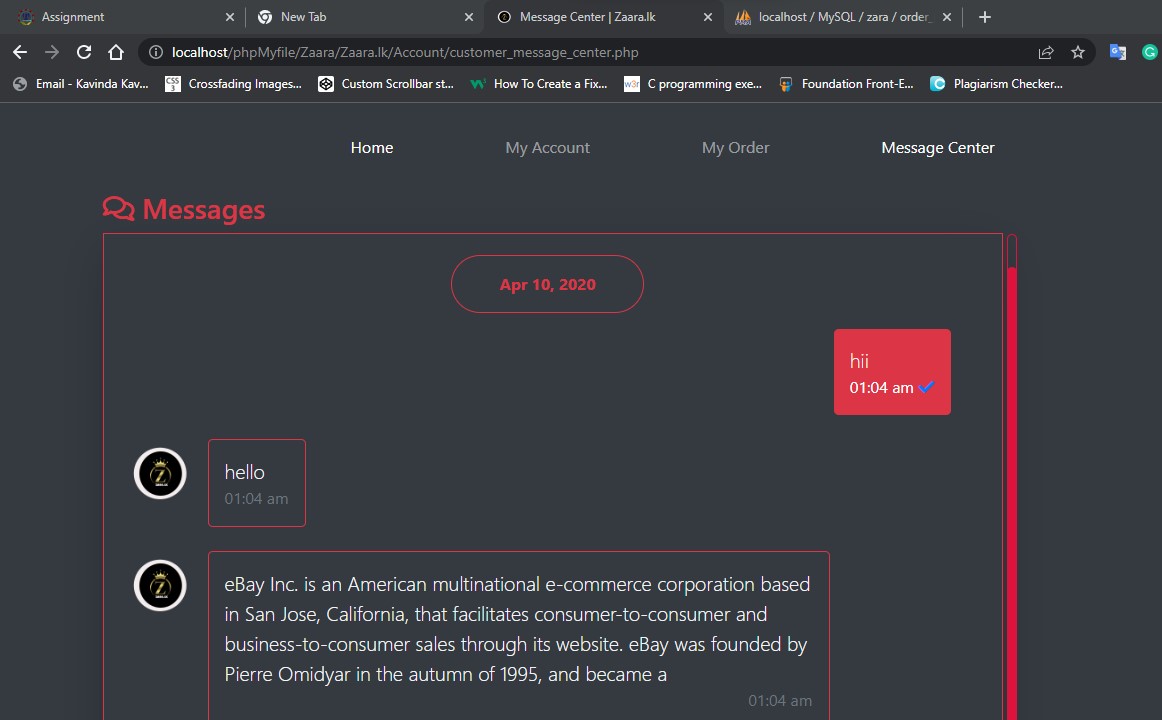 Assignment
New Tab
Message Center | Zaara.lk
localhost / MySQL / zara / order_
localhost/phpMyfile/Zaara/Zaara.lk/Account/customer_message_center.php
Email - Kavinda Kav...
CSS 3
Crossfading Images...
Custom Scrollbar st...
How To Create a Fix...
w3r
C programming exe...
Foundation Front-E...
Plagiarism Checker...
Home
My Account
My Order
Message Center
Messages
Apr 10, 2020
hii
01:04 am
Z
hello
01:04 am
Z
eBay Inc. is an American multinational e-commerce corporation based
in San Jose, California, that facilitates consumer-to-consumer and
business-to-consumer sales through its website. eBay was founded by
Pierre Omidyar in the autumn of 1995, and became a
01:04 am